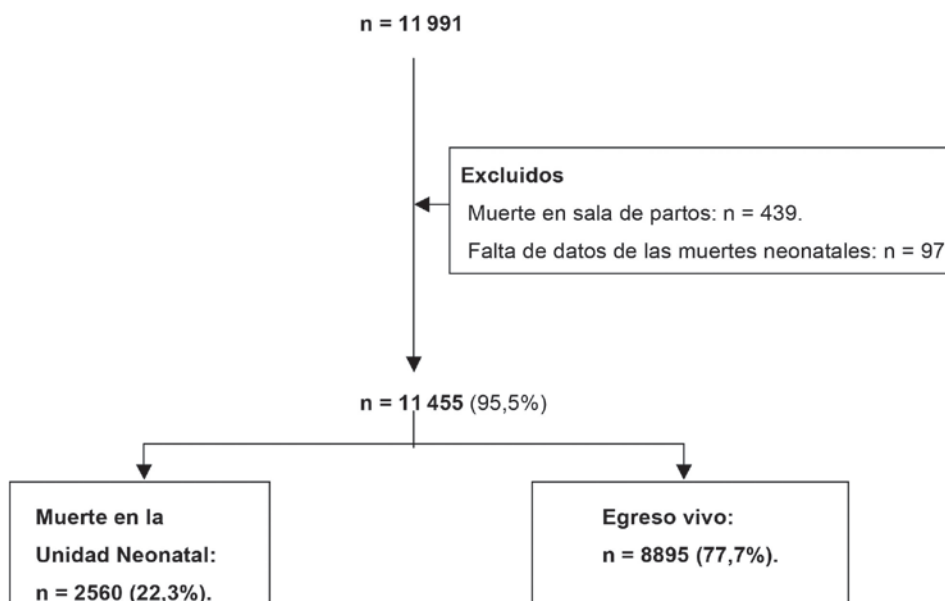 n = 11 991
Excluidos
Muerte en sala de partos: n = 439.
Falta de datos de las muertes neonatales: n = 97
n = 11 455 (95,5%)
Muerte en la
Unidad Neonatal:
n = 2560 (22,3%).
Egreso vivo:
n = 8895 (77,7%).